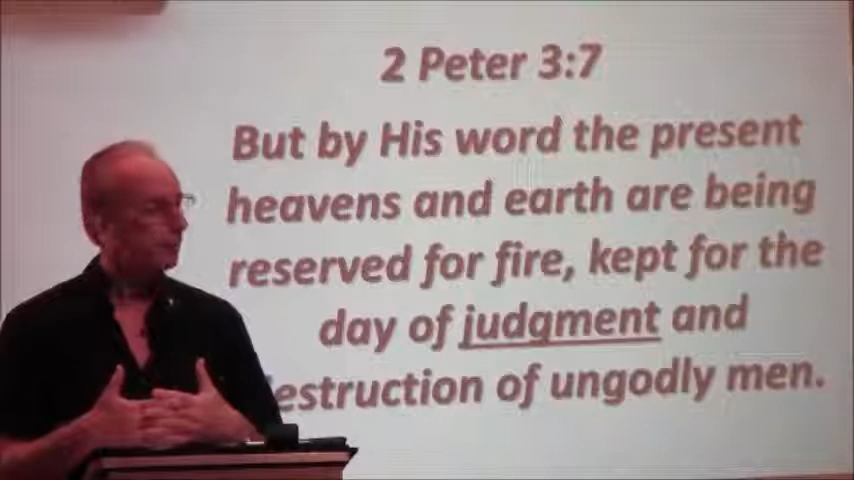 2 Peter 3:7
But by His word the present
heavens and earth are being
reserved for fire, kept for the
day of judgment and
estruction of ungodly men.